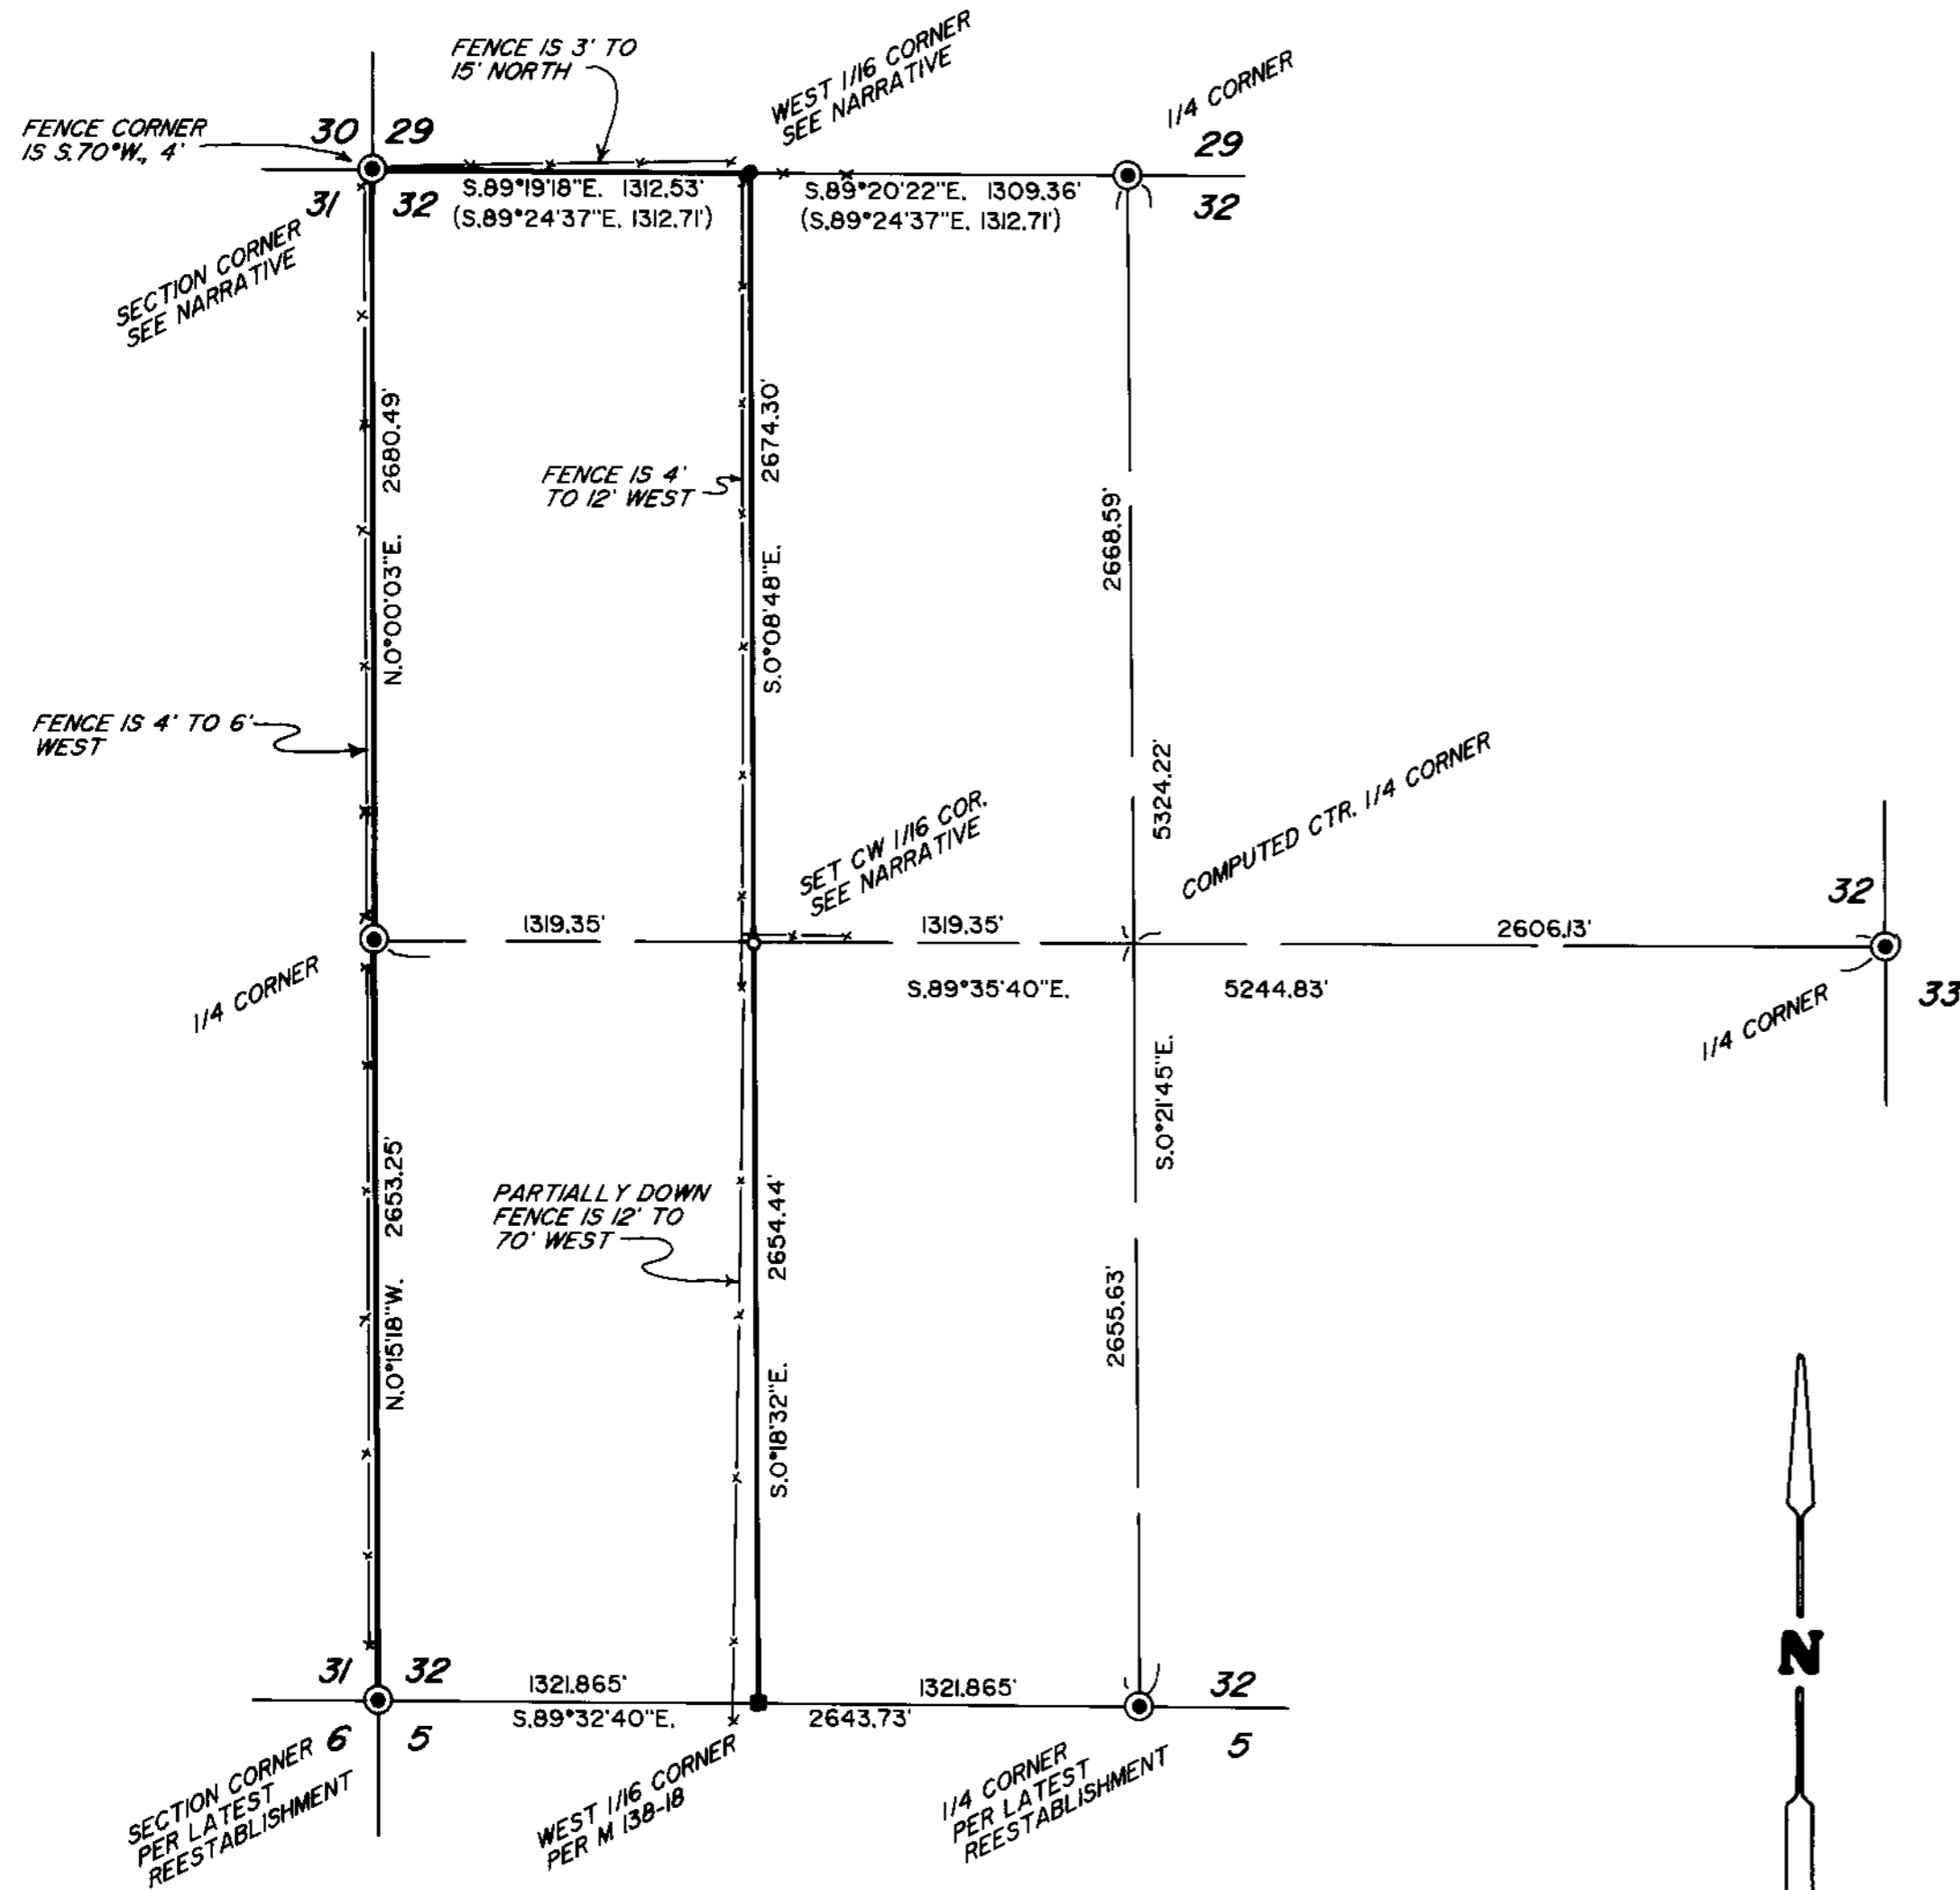 FENCE IS 3' TO
15' NORTH
WEST 1/16 CORNER
SEE NARRATIVE
1/4 CORNER
FENCE CORNER
IS S.70°W., 4'
30 29
29
31 32
32
S.89°19'18"E. 1312.53'
(S.89°24'37"E. 1312.71')
S.89°20'22"E. 1309.36'
(S.89°24'37"E. 1312.71')
SECTION CORNER
SEE NARRATIVE
N.0°00'03"E. 2680.49'
FENCE IS 4'
TO 12' WEST
S.0°08'48"E. 2674.30'
2668.59'
FENCE IS 4' TO 6'
WEST
5324.22'
SET CW 1/16 COR.
SEE NARRATIVE
COMPUTED CTR. 1/4 CORNER
32
1319.35'
1319.35'
2606.13'
S.89°35'40"E. 5244.83'
33
1/4 CORNER
1/4 CORNER
S.0°21'45"E.
N.0°15'18"W. 2653.25'
PARTIALLY DOWN
FENCE IS 12' TO
70' WEST
S.0°18'32"E. 2654.44'
2655.63'
N
31 32
1321.865'
1321.865'
32
S.89°32'40"E. 2643.73'
6 5
5
SECTION CORNER
PER LATEST
REESTABLISHMENT
WEST 1/16 CORNER
PER M 138-18
1/4 CORNER
PER LATEST
REESTABLISHMENT